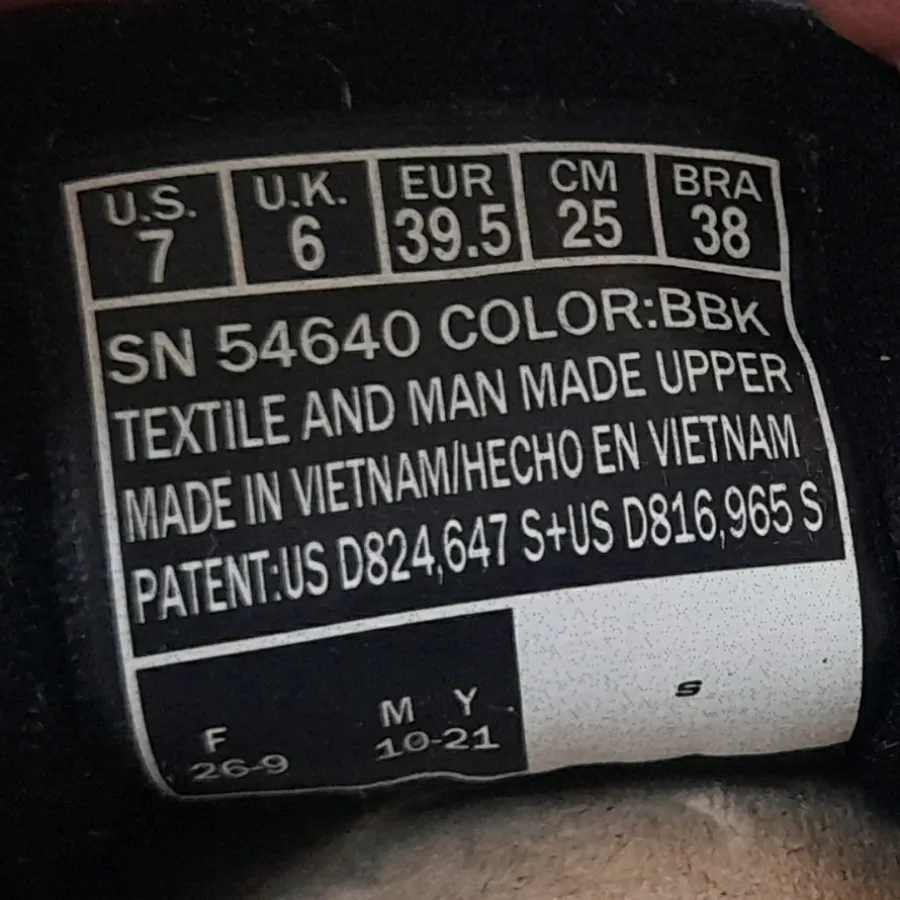 U.S. U.K. EUR CM BRA
7 6 39.5 25 38
SN 54640 COLOR:BBK
TEXTILE AND MAN MADE UPPER
MADE IN VIETNAM/HECHO EN VIETNAM
PATENT:US D824,647 S+US D816,965 S
F M Y
26-9 10-21
S